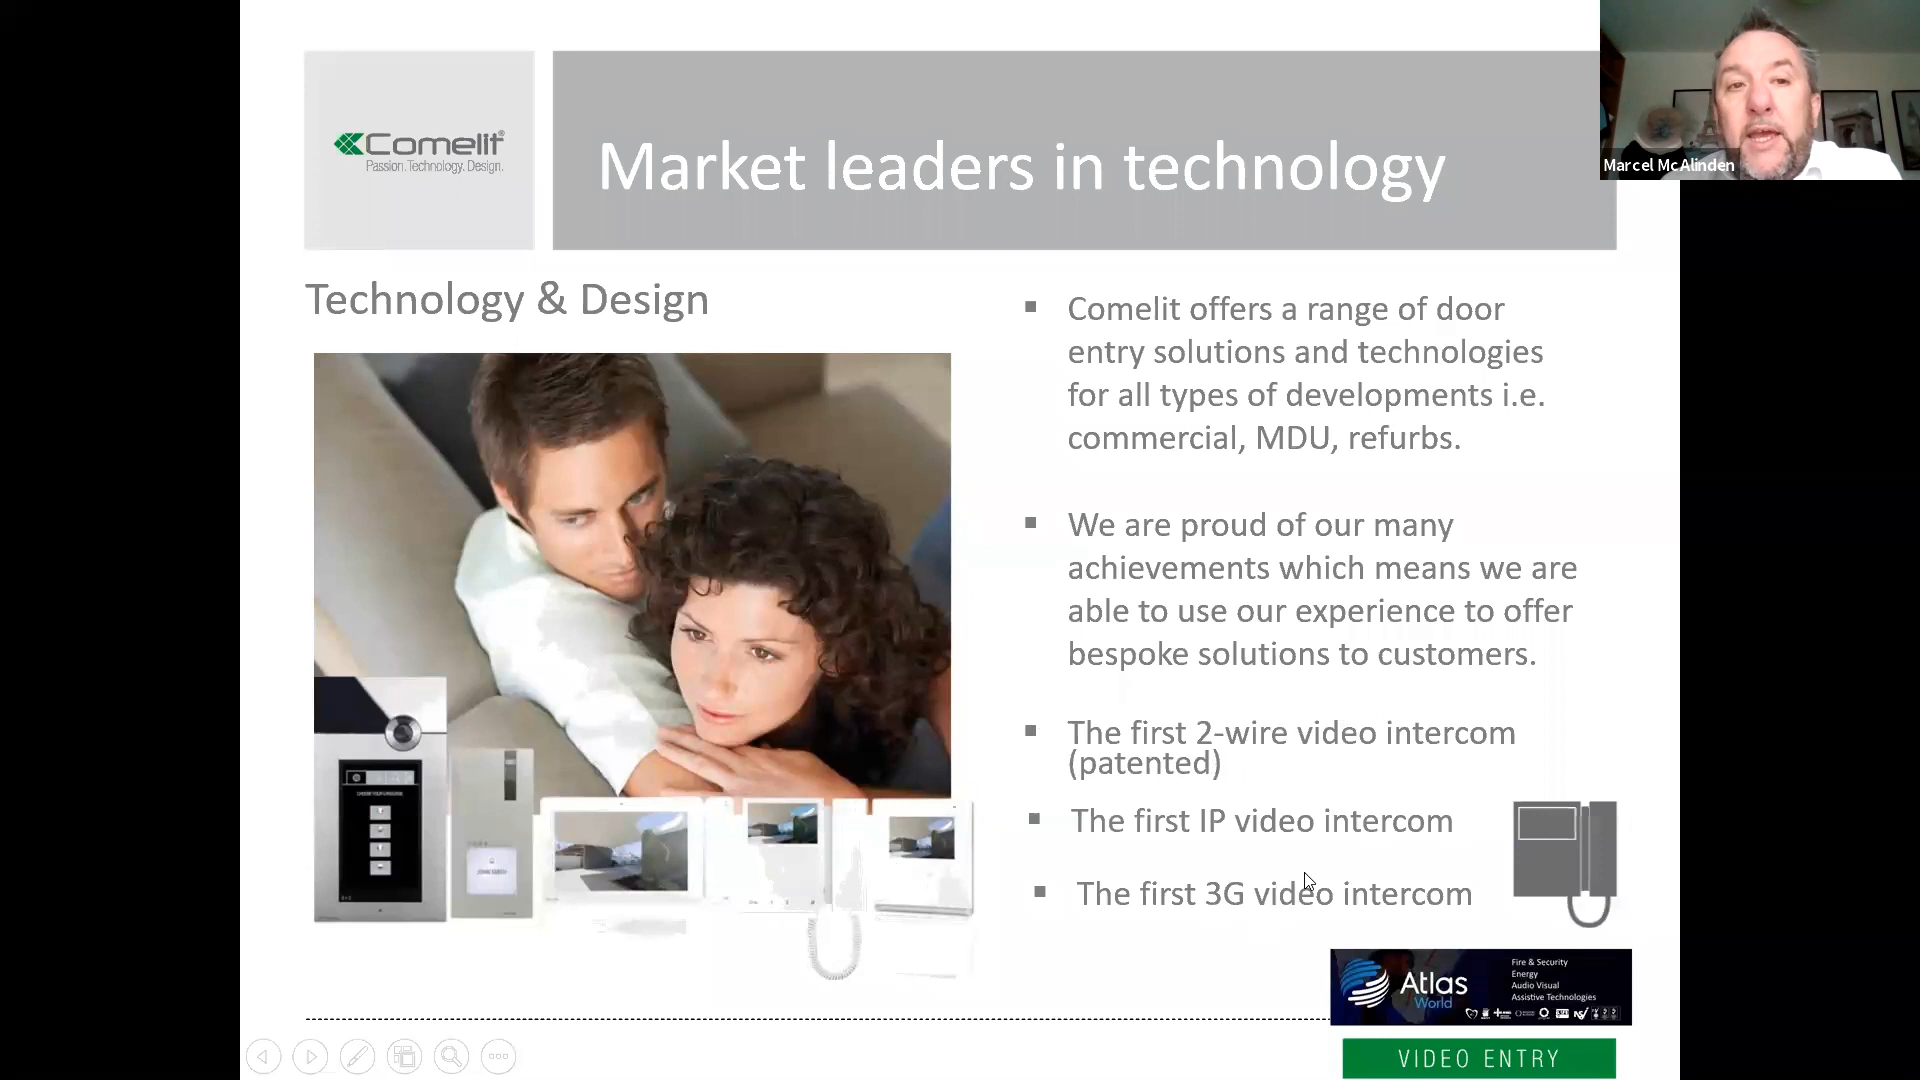 Comelit®
Passion.Technology.Design.
Market leaders in technology
Marcel McAlinden
Technology & Design
▪ Comelit offers a range of door
entry solutions and technologies
for all types of developments i.e.
commercial, MDU, refurbs.
▪ We are proud of our many
achievements which means we are
able to use our experience to offer
bespoke solutions to customers.
▪ The first 2-wire video intercom
(patented)
▪ The first IP video intercom
▪ The first 3G video intercom
JOHN SMITH
Atlas
World
Fire & Security
Energy
Audio Visual
Assistive Technologies
VIDEO ENTRY